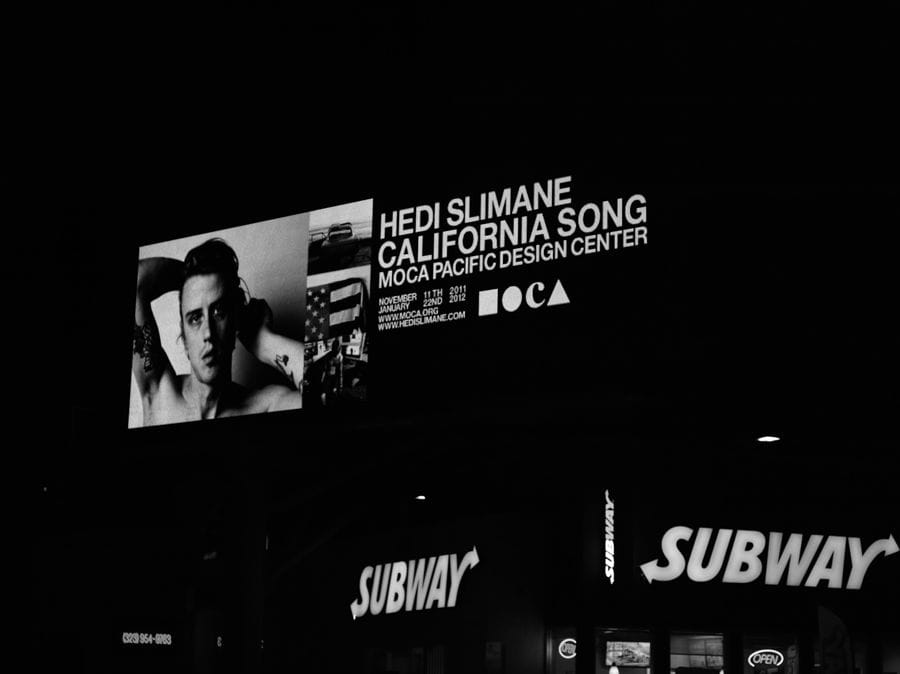 HEDI SLIMANE
CALIFORNIA SONG
MOCA PACIFIC DESIGN CENTER
NOVEMBER 11TH 2011
JANUARY 22ND 2012
WWW.MOCA.ORG
WWW.HEDISLIMANE.COM
MOCA
SUBWAY
SUBWAY
SUBWAY
OPEN
OPEN